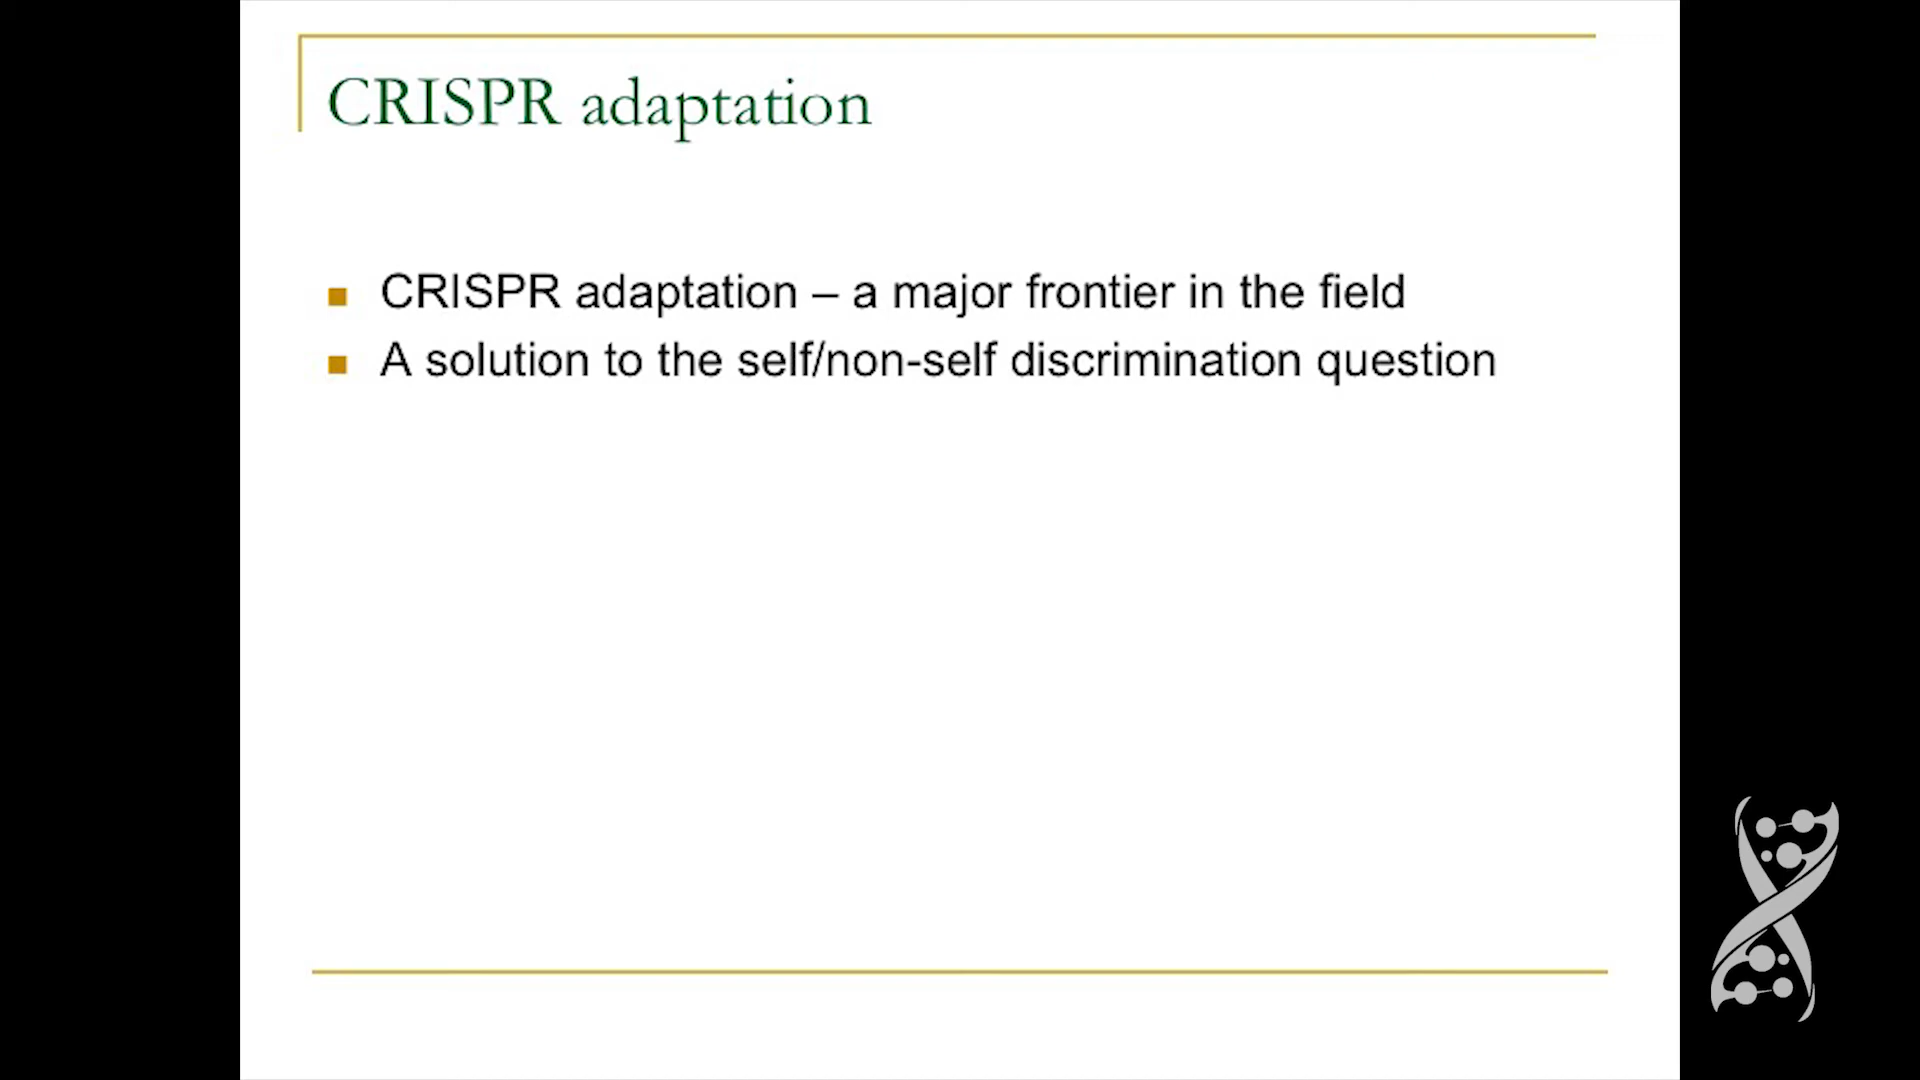 CRISPR adaptation
CRISPR adaptation – a major frontier in the field
A solution to the self/non-self discrimination question